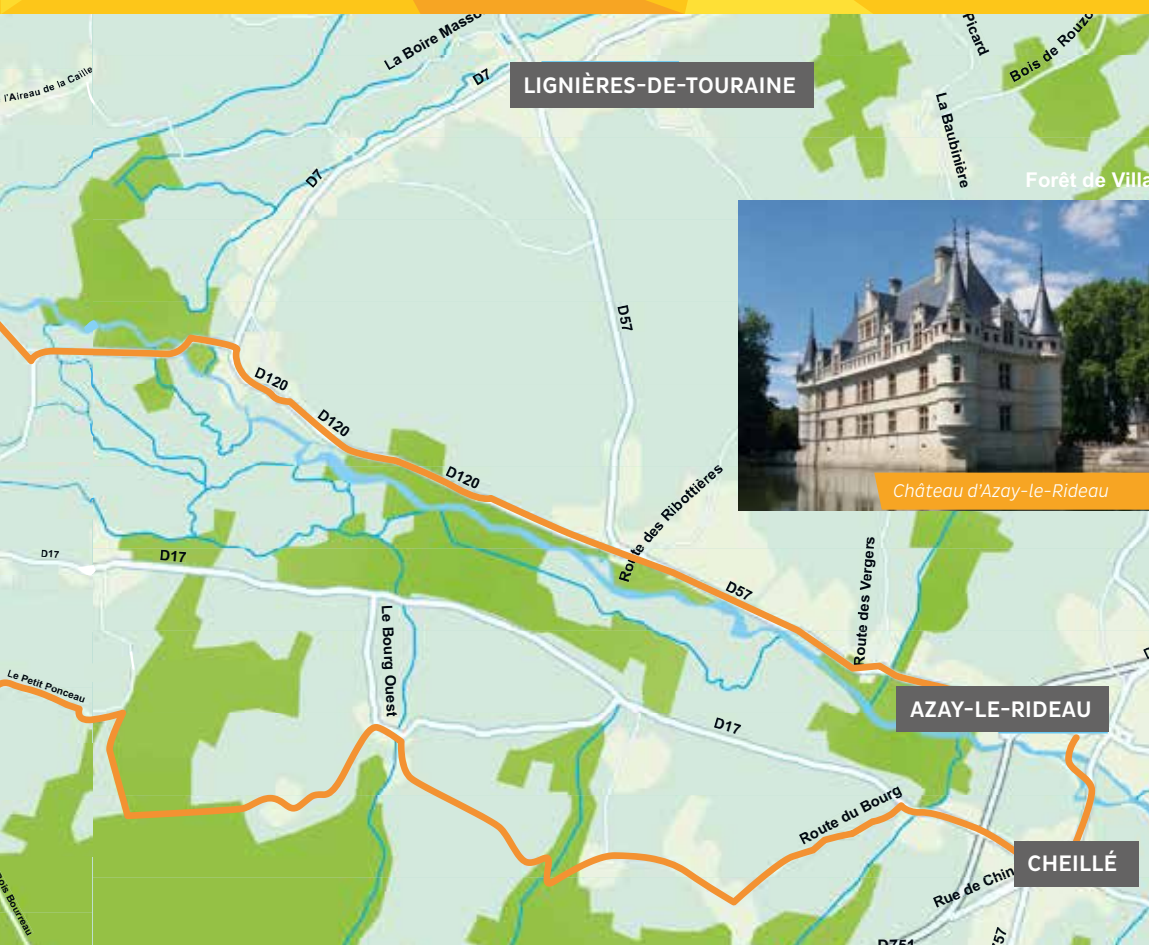 La Boire Masso
Picard
Bois de Rouzo
l'Aireau de la Caille
D7
LIGNIÈRES-DE-TOURAINE
La Baubinière
D7
Forêt de Villa
D57
D120
D120
D120
Route des Ribottières
Château d'Azay-le-Rideau
D17
D17
D57
Route des Vergers
Le Bourg Ouest
D
Le Petit Ponceau
AZAY-LE-RIDEAU
D17
Route du Bourg
CHEILLÉ
Rue de Chin
ois Bourreau
D751
57